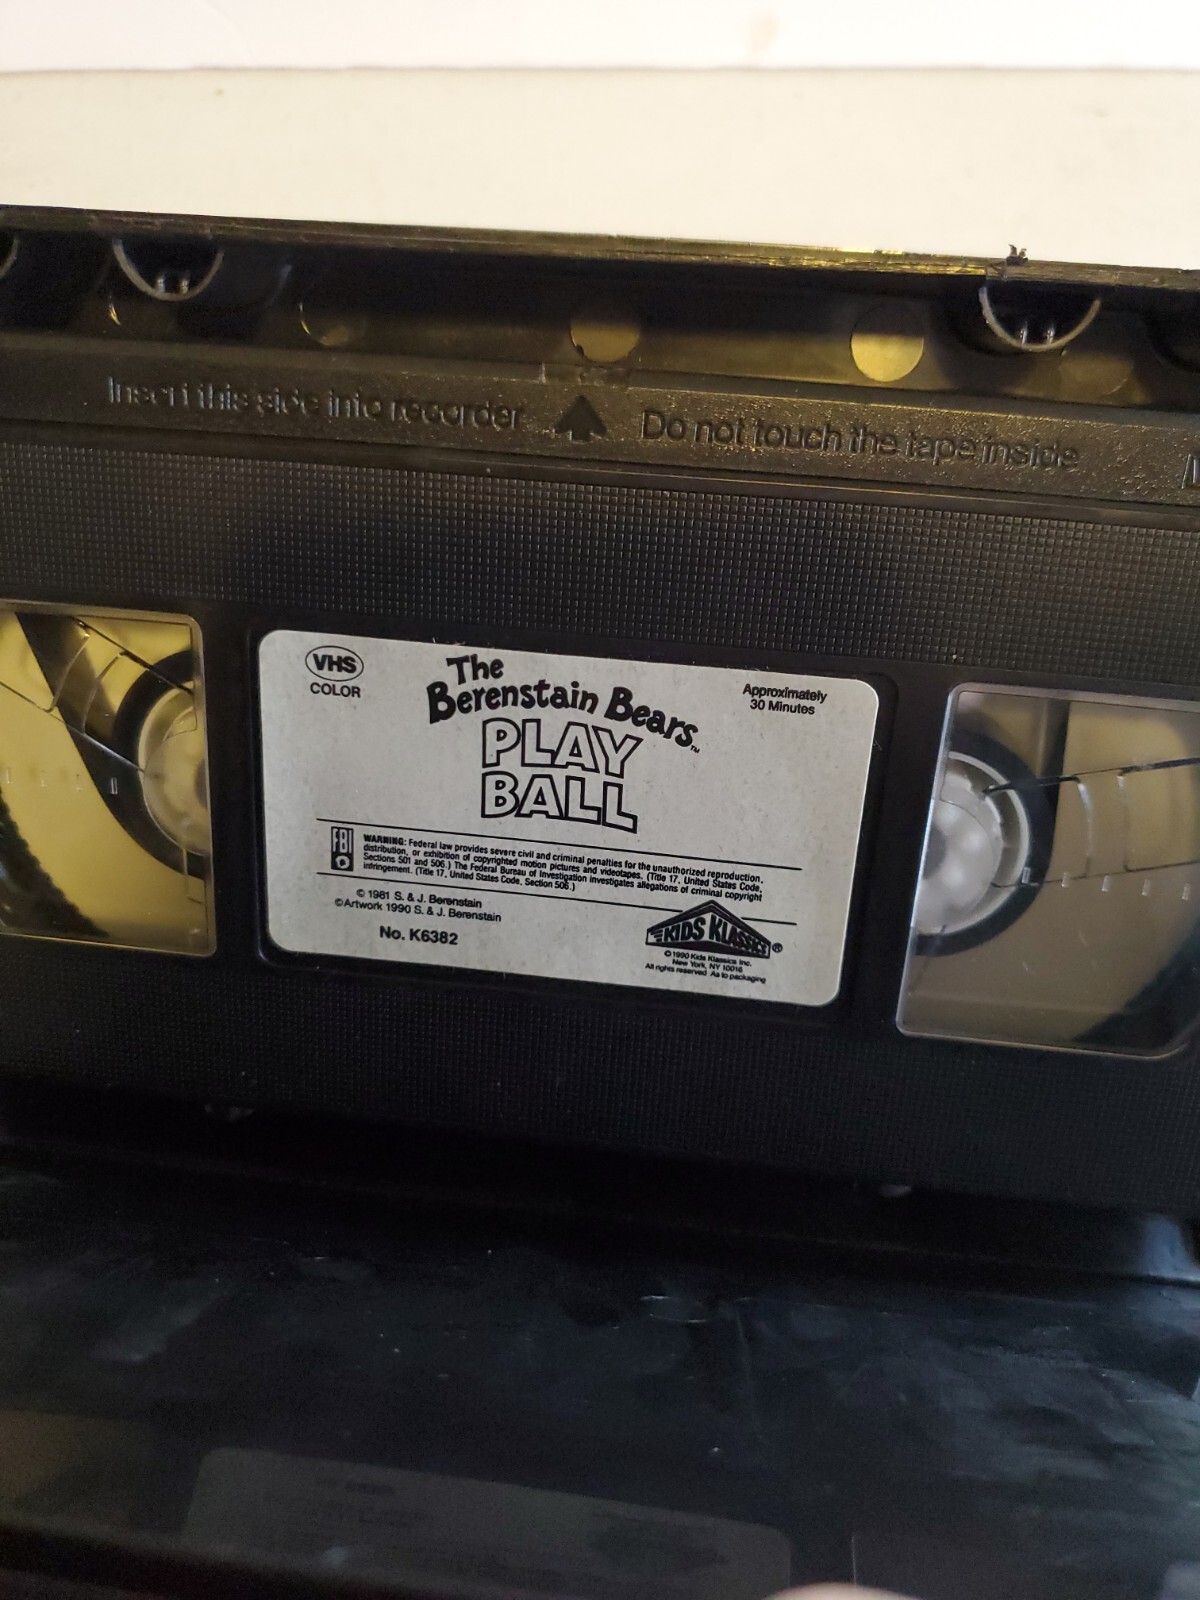 Insert this side into recorder Do not touch the tape inside
VHS
COLOR
The
Berenstain Bears™
PLAY
BALL
Approximately
30 Minutes
FBI
WARNING: Federal law provides severe civil and criminal penalties for the unauthorized reproduction,
distribution, or exhibition of copyrighted motion pictures and videotapes. (Title 17, United States Code,
Sections 501 and 506.) The Federal Bureau of Investigation investigates allegations of criminal copyright
infringement. (Title 17, United States Code, Section 506.)
© 1981 S. & J. Berenstain
©Artwork 1990 S. & J. Berenstain
No. K6382
KIDS KLASSICS®
©1990 Kids Klassics Inc.
New York, NY 10016
All rights reserved As to packaging